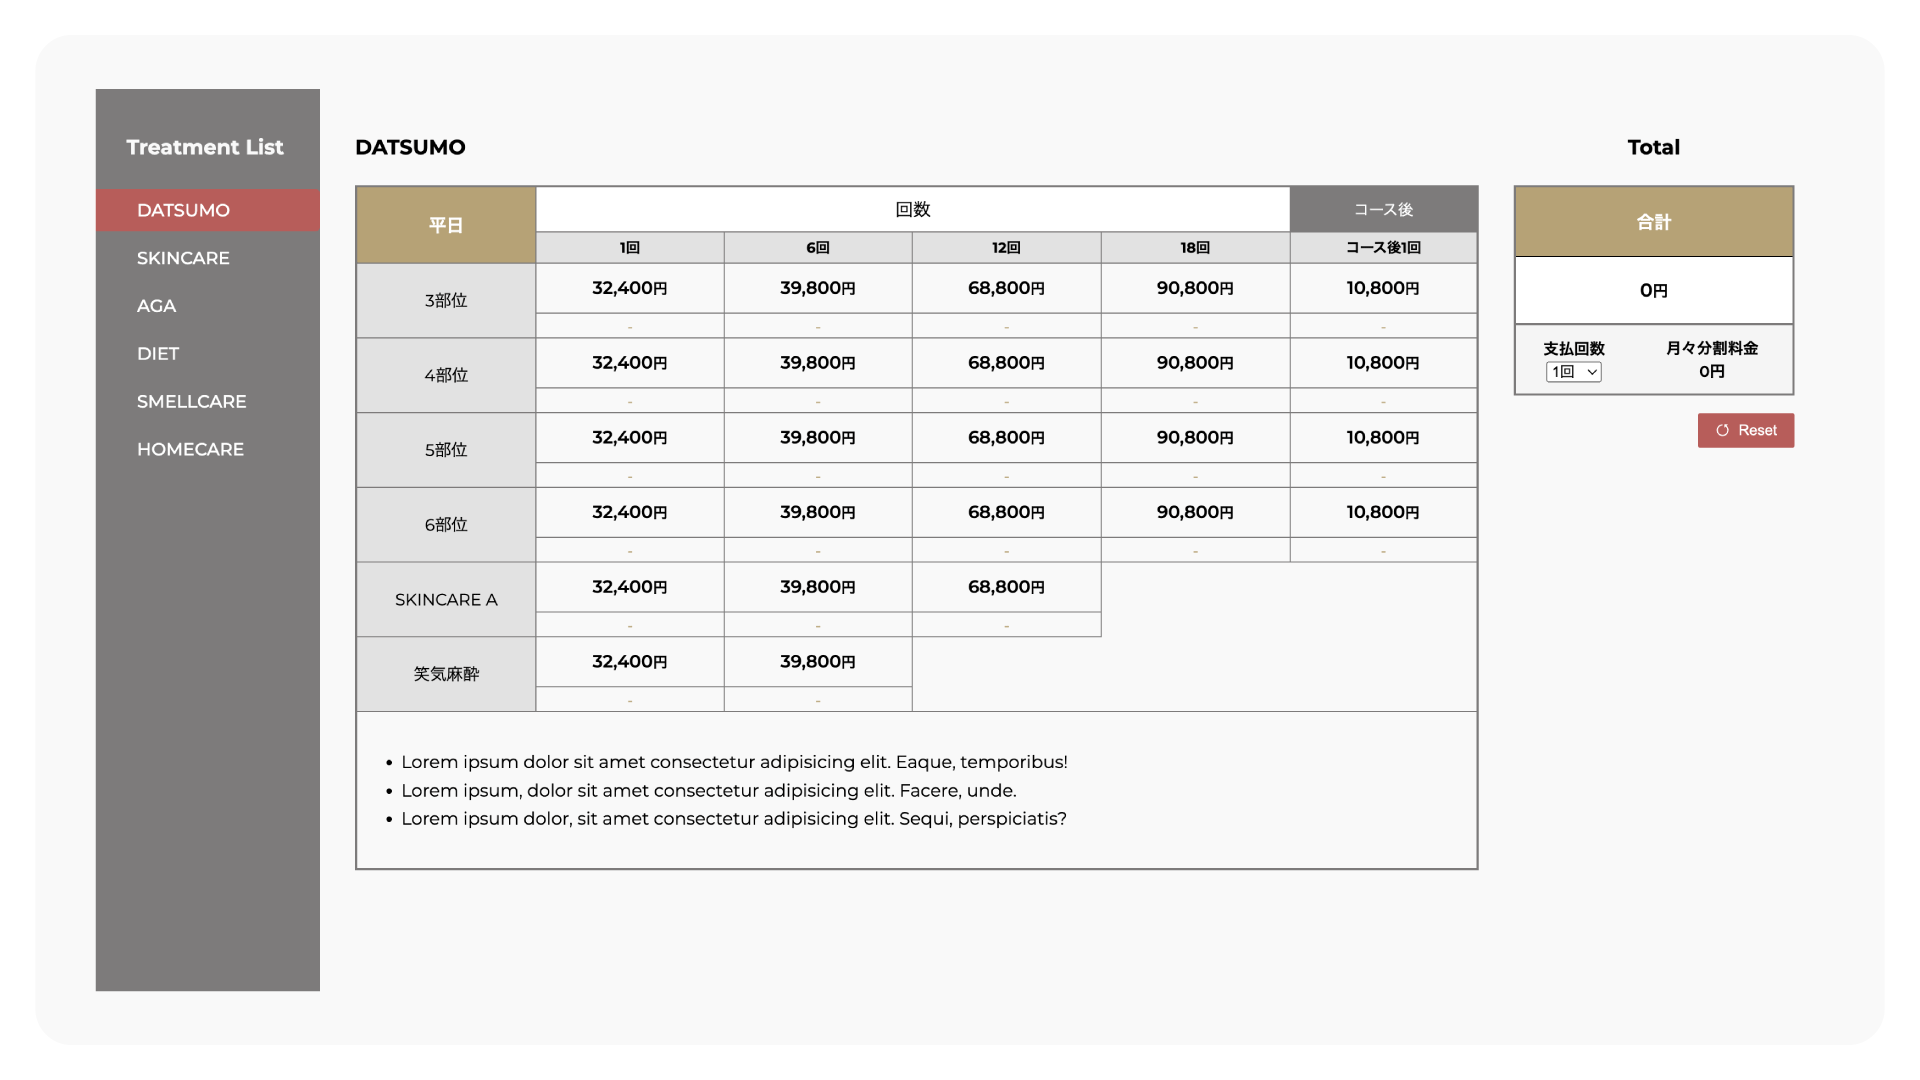 Treatment List
DATSUMO
SKINCARE
AGA
DIET
SMELLCARE
HOMECARE
DATSUMO
平日 回数 コース後
1回 6回 12回 18回 コース後1回
3部位 32,400円 39,800円 68,800円 90,800円 10,800円
- - - - -
4部位 32,400円 39,800円 68,800円 90,800円 10,800円
- - - - -
5部位 32,400円 39,800円 68,800円 90,800円 10,800円
- - - - -
6部位 32,400円 39,800円 68,800円 90,800円 10,800円
- - - - -
SKINCARE A 32,400円 39,800円 68,800円
- - -
笑気麻酔 32,400円 39,800円
- -
• Lorem ipsum dolor sit amet consectetur adipisicing elit. Eaque, temporibus!
• Lorem ipsum, dolor sit amet consectetur adipisicing elit. Facere, unde.
• Lorem ipsum dolor, sit amet consectetur adipisicing elit. Sequi, perspiciatis?
Total
合計
0円
支払回数 月々分割料金
1回 0円
Reset